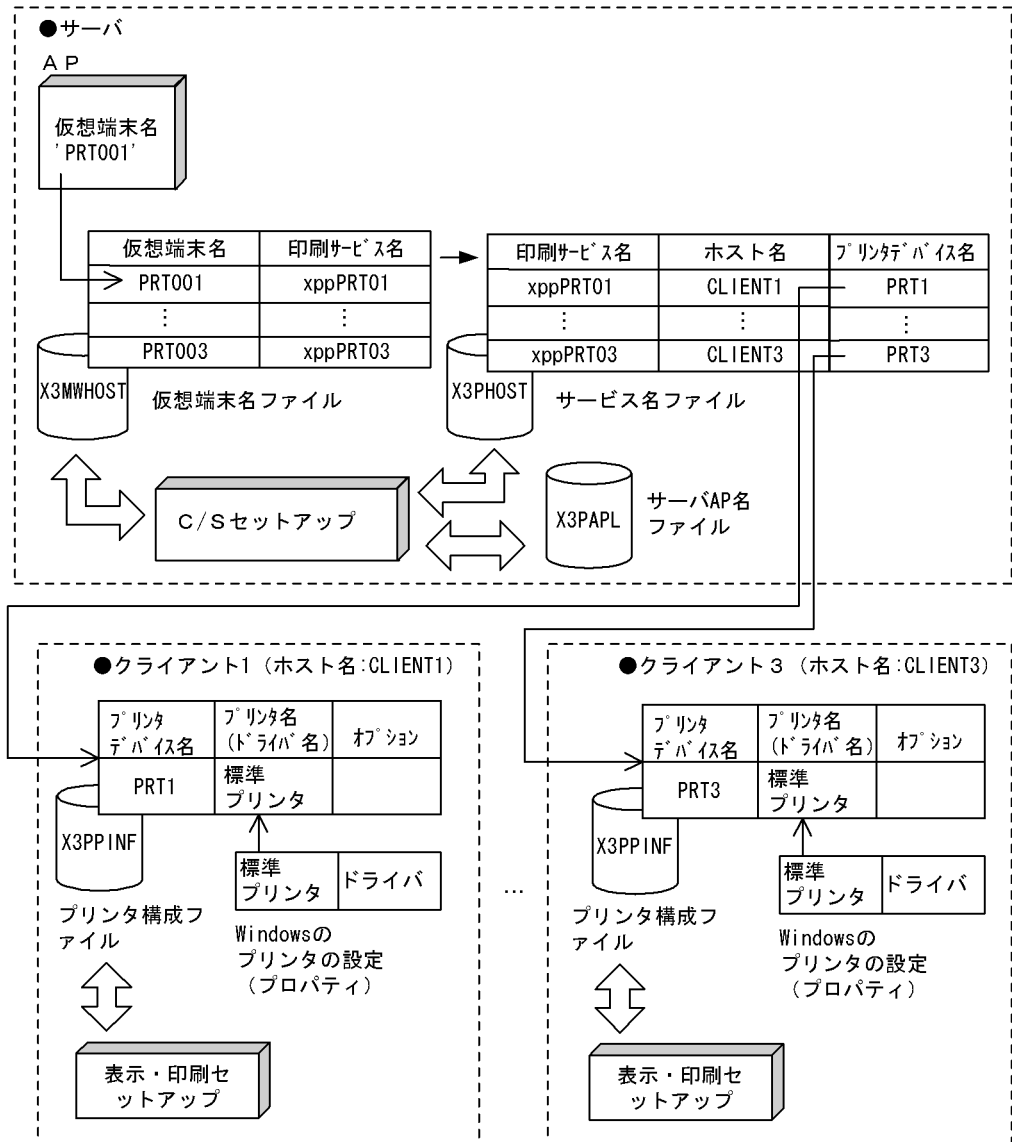 ●サーバ
ＡＰ
仮想端末名
'PRT001'
仮想端末名 印刷ｻｰﾋﾞｽ名
PRT001 xppPRT01
⋮ ⋮
PRT003 xppPRT03
印刷ｻｰﾋﾞｽ名 ホスト名 ﾌﾟﾘﾝﾀﾃﾞﾊﾞｲｽ名
xppPRT01 CLIENT1 PRT1
⋮ ⋮ ⋮
xppPRT03 CLIENT3 PRT3
X3MWHOST
仮想端末名ファイル
X3PHOST
サービス名ファイル
Ｃ/Ｓセットアップ
X3PAPL
サーバAP名
ファイル
●クライアント1（ホスト名:CLIENT1）
ﾌﾟﾘﾝﾀ
ﾃﾞﾊﾞｲｽ名
ﾌﾟﾘﾝﾀ名
(ﾄﾞﾗｲﾊﾞ名)
ｵﾌﾟｼｮﾝ
PRT1
標準
プリンタ
X3PPINF
標準
プリンタ
ドライバ
プリンタ構成フ
ァイル
Windowsの
プリンタの設定
（プロパティ）
表示・印刷セ
ットアップ
…
●クライアント３（ホスト名:CLIENT3）
ﾌﾟﾘﾝﾀ
ﾃﾞﾊﾞｲｽ名
ﾌﾟﾘﾝﾀ名
(ﾄﾞﾗｲﾊﾞ名)
ｵﾌﾟｼｮﾝ
PRT3
標準
プリンタ
X3PPINF
標準
プリンタ
ドライバ
プリンタ構成フ
ァイル
Windowsの
プリンタの設定
（プロパティ）
表示・印刷セ
ットアップ